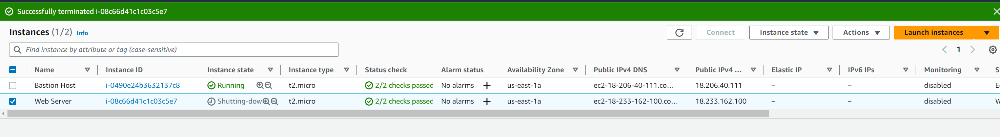 Successfully terminated i-08c66d41c1c03c5e7
Instances (1/2) Info
Connect Instance state Actions Launch instances
Find instance by attribute or tag (case-sensitive)
1
Name Instance ID Instance state Instance type Status check Alarm status Availability Zone Public IPv4 DNS Public IPv4 ... Elastic IP IPv6 IPs Monitoring S
Bastion Host i-0490e24b3632137c8 Running t2.micro 2/2 checks passed No alarms + us-east-1a ec2-18-206-40-111.co... 18.206.40.111 – – disabled
Web Server i-08c66d41c1c03c5e7 Shutting-dow t2.micro 2/2 checks passed No alarms + us-east-1a ec2-18-233-162-100.co... 18.233.162.100 – – disabled